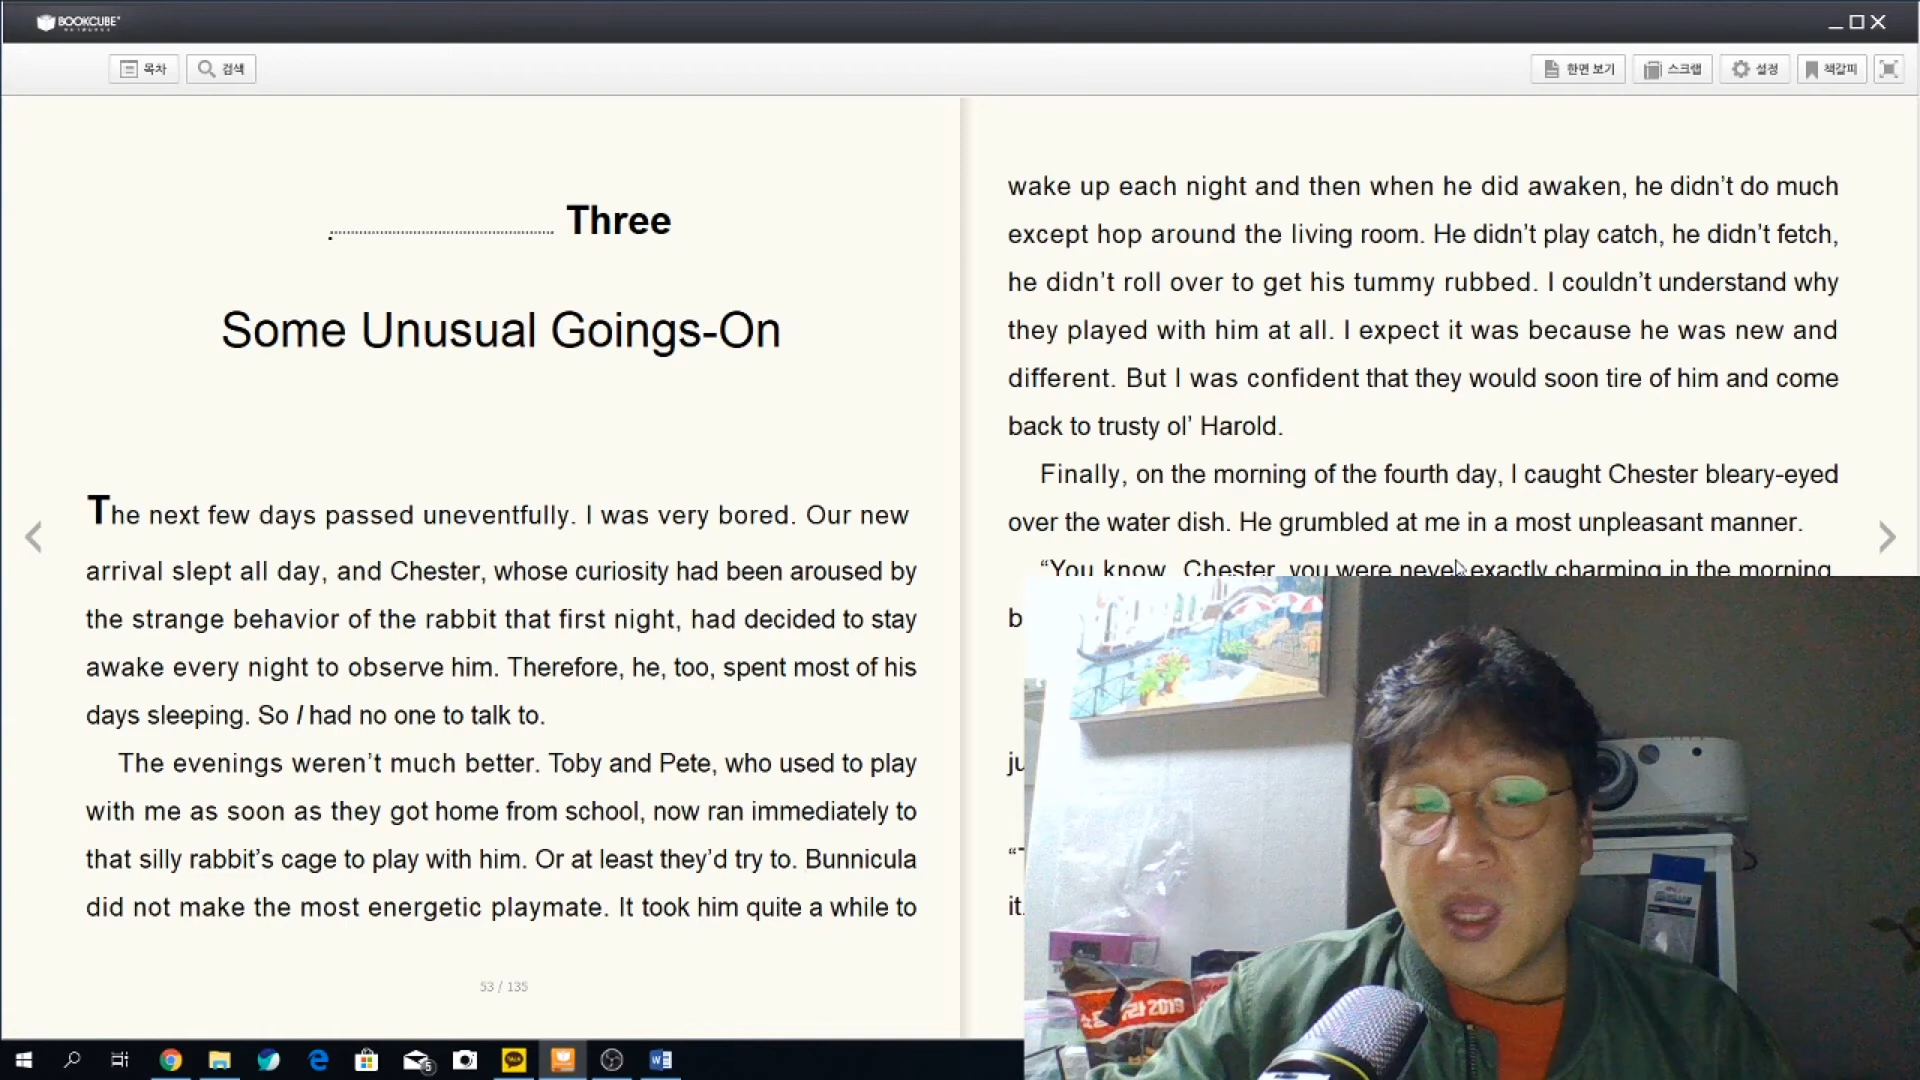 BOOKCUBE
NETWORKS
목차
검색
한면 보기
스크랩
설정
책갈피
Three
Some Unusual Goings-On
The next few days passed uneventfully. I was very bored. Our new
arrival slept all day, and Chester, whose curiosity had been aroused by
the strange behavior of the rabbit that first night, had decided to stay
awake every night to observe him. Therefore, he, too, spent most of his
days sleeping. So I had no one to talk to.
The evenings weren’t much better. Toby and Pete, who used to play
with me as soon as they got home from school, now ran immediately to
that silly rabbit’s cage to play with him. Or at least they’d try to. Bunnicula
did not make the most energetic playmate. It took him quite a while to
53 / 135
wake up each night and then when he did awaken, he didn’t do much
except hop around the living room. He didn’t play catch, he didn’t fetch,
he didn’t roll over to get his tummy rubbed. I couldn’t understand why
they played with him at all. I expect it was because he was new and
different. But I was confident that they would soon tire of him and come
back to trusty ol’ Harold.
Finally, on the morning of the fourth day, I caught Chester bleary-eyed
over the water dish. He grumbled at me in a most unpleasant manner.
“You know, Chester, you were never exactly charming in the morning,
b
ju
“T
it.
2019
TALK
5